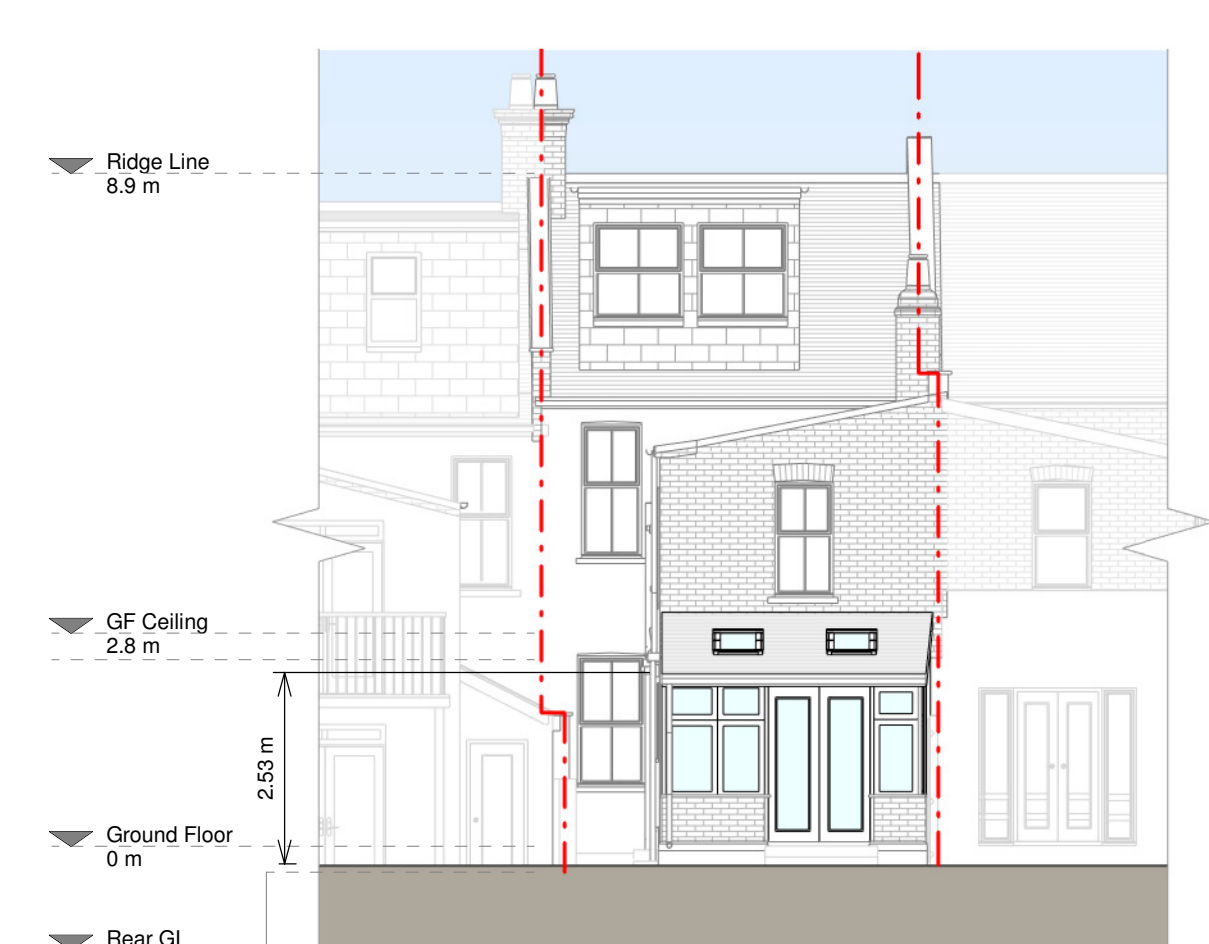 Ridge Line
8.9 m
GF Ceiling
2.8 m
2.53 m
Ground Floor
0 m
Rear GL